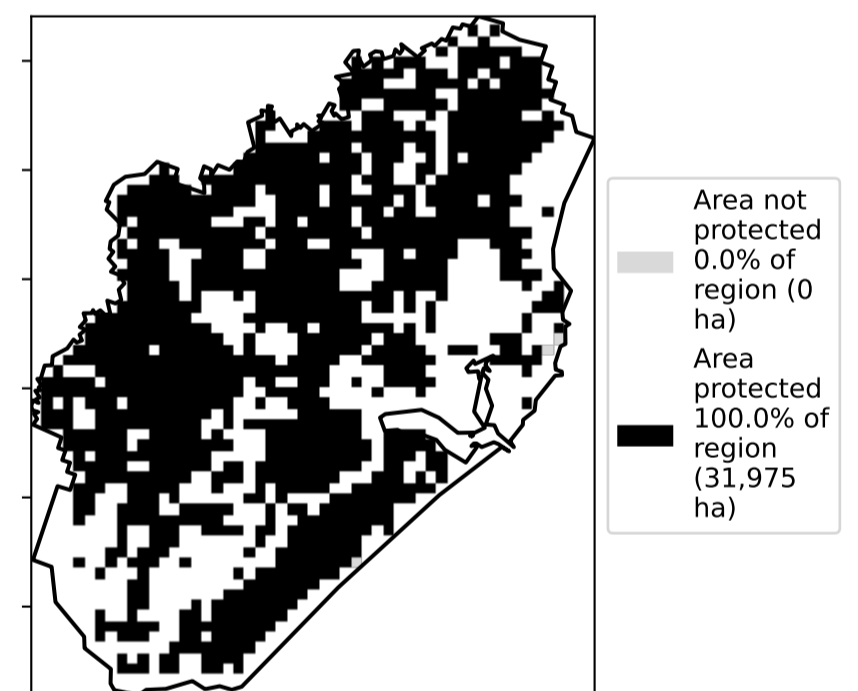 Area not
protected
0.0% of
region (0
ha)
Area
protected
100.0% of
region
(31,975
ha)